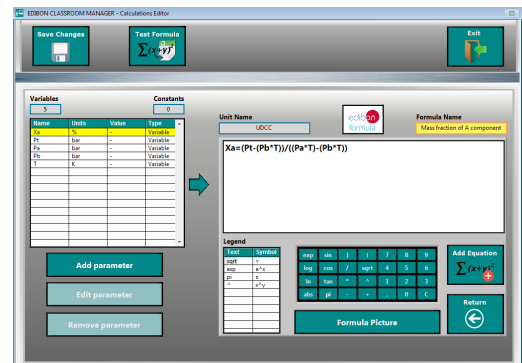 EDIBON CLASSROOM MANAGER - Calculations Editor
Save Changes
Test Formula
∑(x+y)²
Exit
Variables Constants
5 0
Name Units Value Type
Xa % - Variable
Pt bar - Variable
Pa bar - Variable
Pb bar - Variable
T K - Variable
Add parameter
Edit parameter
Remove parameter
Unit Name
UDCC
edibon
formula
Formula Name
Mass fraction of A component
Xa=(Pt-(Pb*T))/((Pa*T)-(Pb*T))
Legend
Text Symbol
sqrt √
exp e^x
pi π
^ x^y
exp sin ) ( 7 8 9
log cos / sqrt 4 5 6
ln tan * ^ 1 2 3
abs pi - + . 0 C
Formula Picture
Add Equation
∑(x+y)²
Return